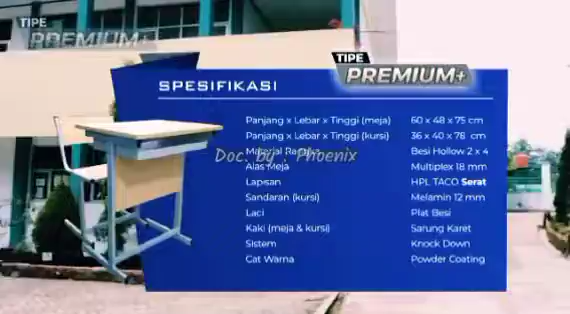 TIPE
PREMIUM+
TIPE
PREMIUM+
SPESIFIKASI
Panjang x Lebar x Tinggi (meja) 60 x 48 x 75 cm
Panjang x Lebar x Tinggi (kursi) 36 x 40 x 78 cm
Material Rangka Besi Hollow 2 x 4
Doc. by : Phoenix
Alas Meja Multiplex 18 mm
Lapisan HPL TACO Serat
Sandaran (kursi) Melamin 12 mm
Laci Plat Besi
Kaki (meja & kursi) Sarung Karet
Sistem Knock Down
Cat Warna Powder Coating